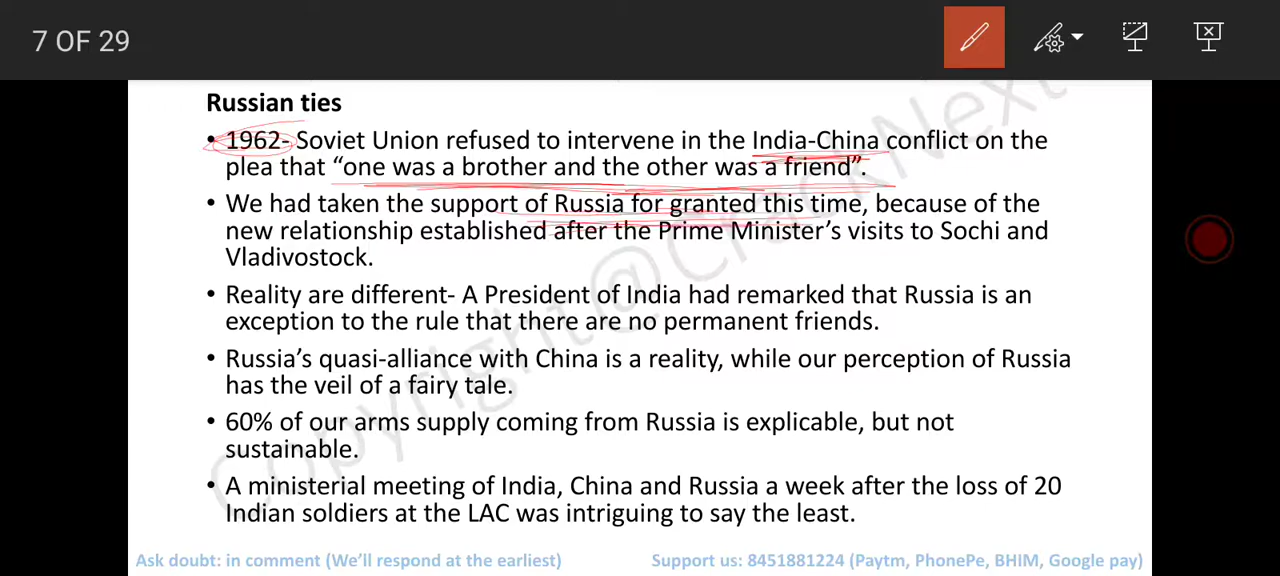 7 OF 29
Russian ties
• 1962- Soviet Union refused to intervene in the India-China conflict on the
plea that “one was a brother and the other was a friend”.
• We had taken the support of Russia for granted this time, because of the
new relationship established after the Prime Minister’s visits to Sochi and
Vladivostock.
• Reality are different- A President of India had remarked that Russia is an
exception to the rule that there are no permanent friends.
• Russia’s quasi-alliance with China is a reality, while our perception of Russia
has the veil of a fairy tale.
• 60% of our arms supply coming from Russia is explicable, but not
sustainable.
• A ministerial meeting of India, China and Russia a week after the loss of 20
Indian soldiers at the LAC was intriguing to say the least.
Copyright@CrackNext
Ask doubt: in comment (We’ll respond at the earliest)
Support us: 8451881224 (Paytm, PhonePe, BHIM, Google pay)